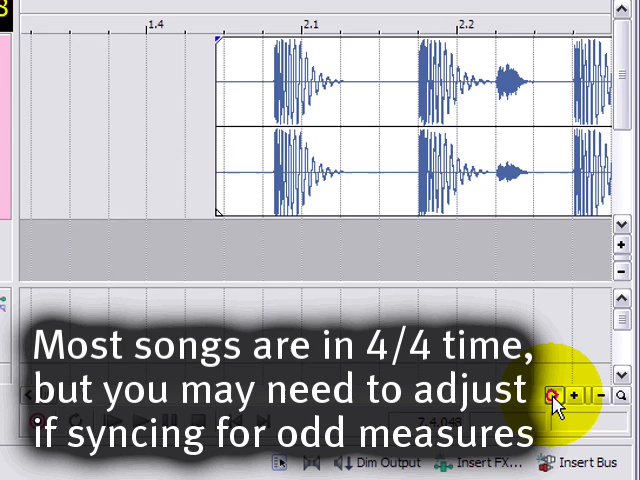 8
1.4 2.1 2.2
Most songs are in 4/4 time,
but you may need to adjust
if syncing for odd measures
Dim Output Insert FX... Insert Bus